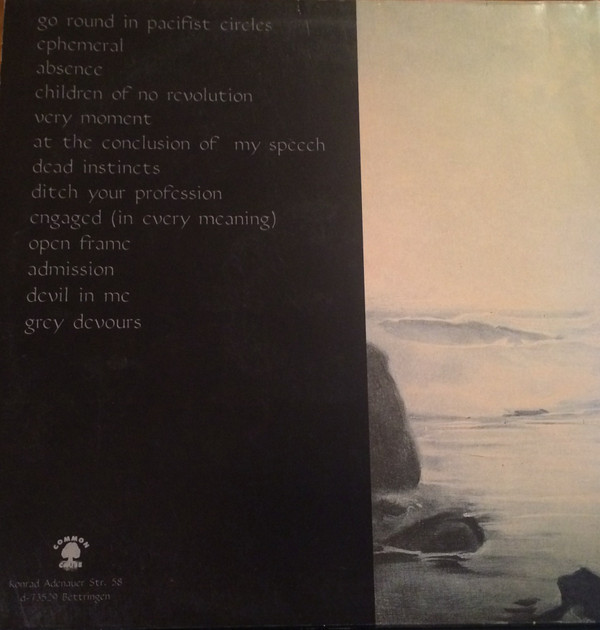 go round in pacifist circles
ephemeral
absence
children of no revolution
very moment
at the conclusion of my speech
dead instincts
ditch your profession
engaged (in every meaning)
open frame
admission
devil in me
grey devours
COMMON
Konrad Adenauer Str. 58
d-73529 Bettringen